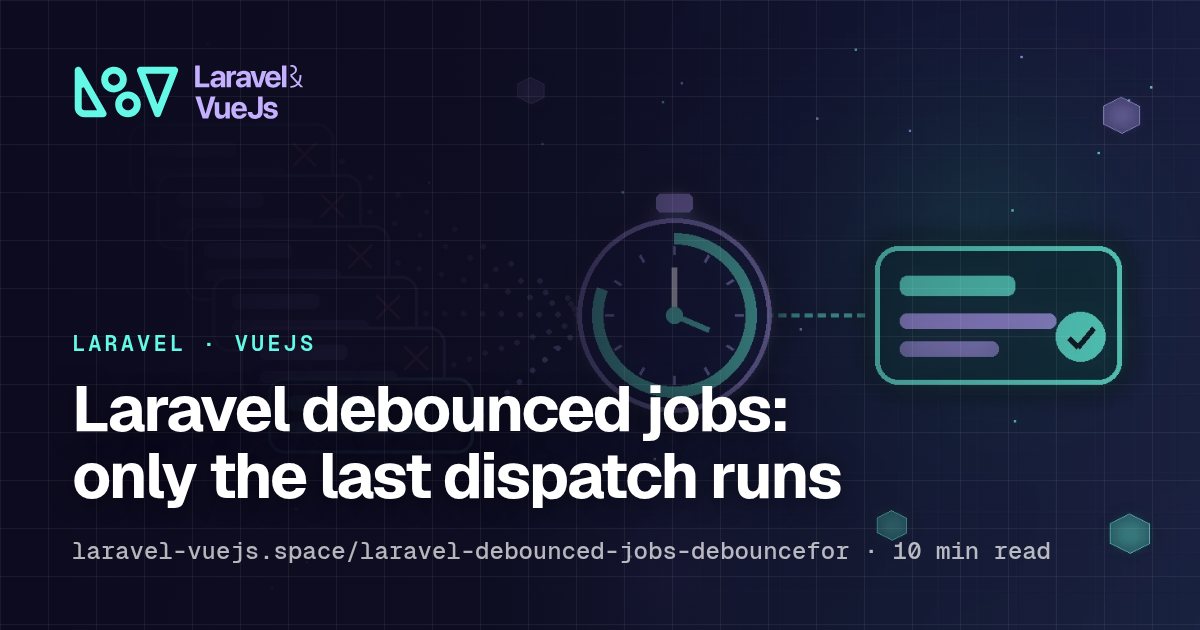 Laravel&
VueJs
LARAVEL · VUEJS
Laravel debounced jobs:
only the last dispatch runs
laravel-vuejs.space/laravel-debounced-jobs-debouncefor · 10 min read